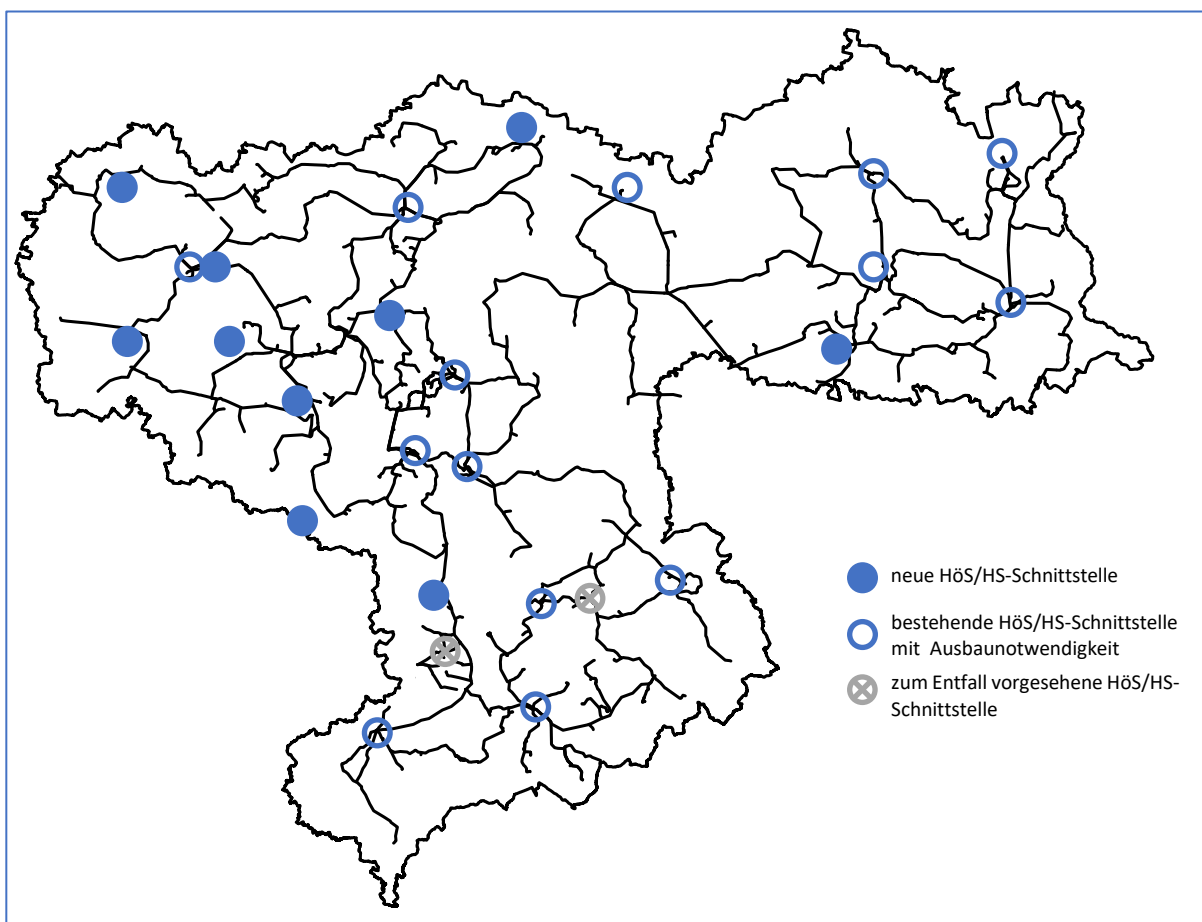 neue HöS/HS-Schnittstelle
bestehende HöS/HS-Schnittstelle
mit Ausbaunotwendigkeit
zum Entfall vorgesehene HöS/HS-
Schnittstelle